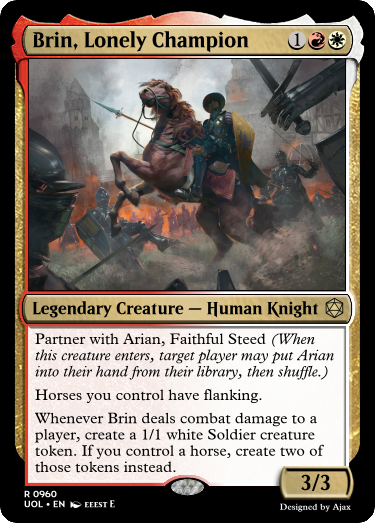 Brin, Lonely Champion 1
Legendary Creature — Human Knight
Partner with Arian, Faithful Steed (When
this creature enters, target player may put Arian
into their hand from their library, then shuffle.)
Horses you control have flanking.
Whenever Brin deals combat damage to a
player, create a 1/1 white Soldier creature
token. If you control a horse, create two of
those tokens instead.
3/3
R 0960
UOL • EN EEEST E
Designed by Ajax